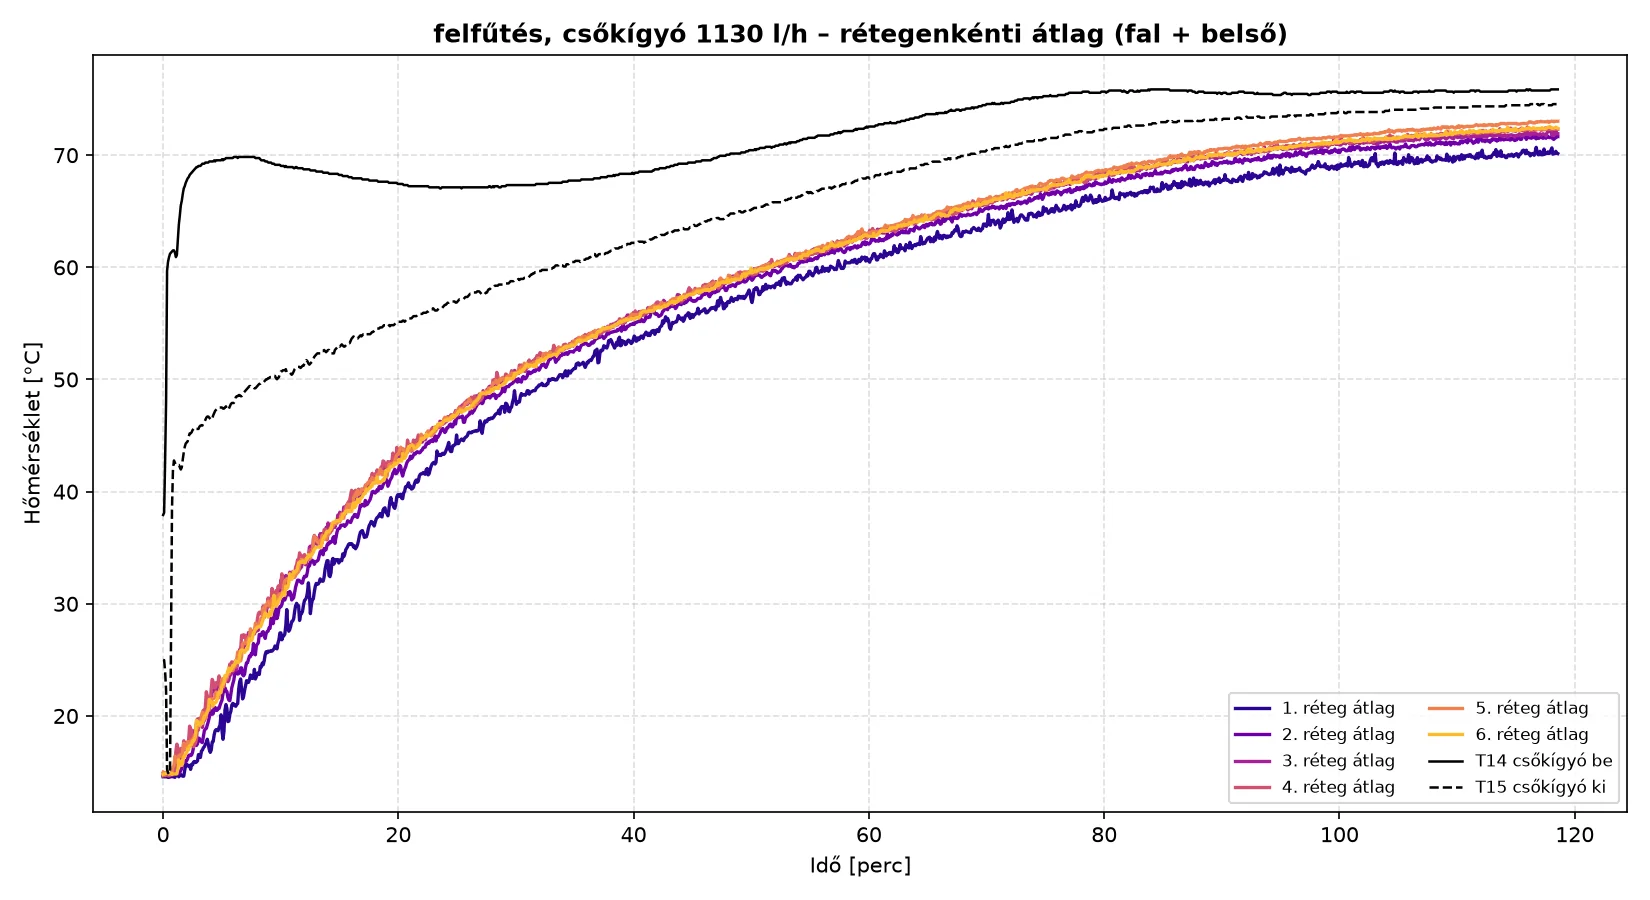 felfűtés, csőkígyó 1130 l/h – rétegenkénti átlag (fal + belső)
Hőmérséklet [°C]
70
60
50
40
30
20
0 20 40 60 80 100 120
Idő [perc]
1. réteg átlag
2. réteg átlag
3. réteg átlag
4. réteg átlag
5. réteg átlag
6. réteg átlag
T14 csőkígyó be
T15 csőkígyó ki